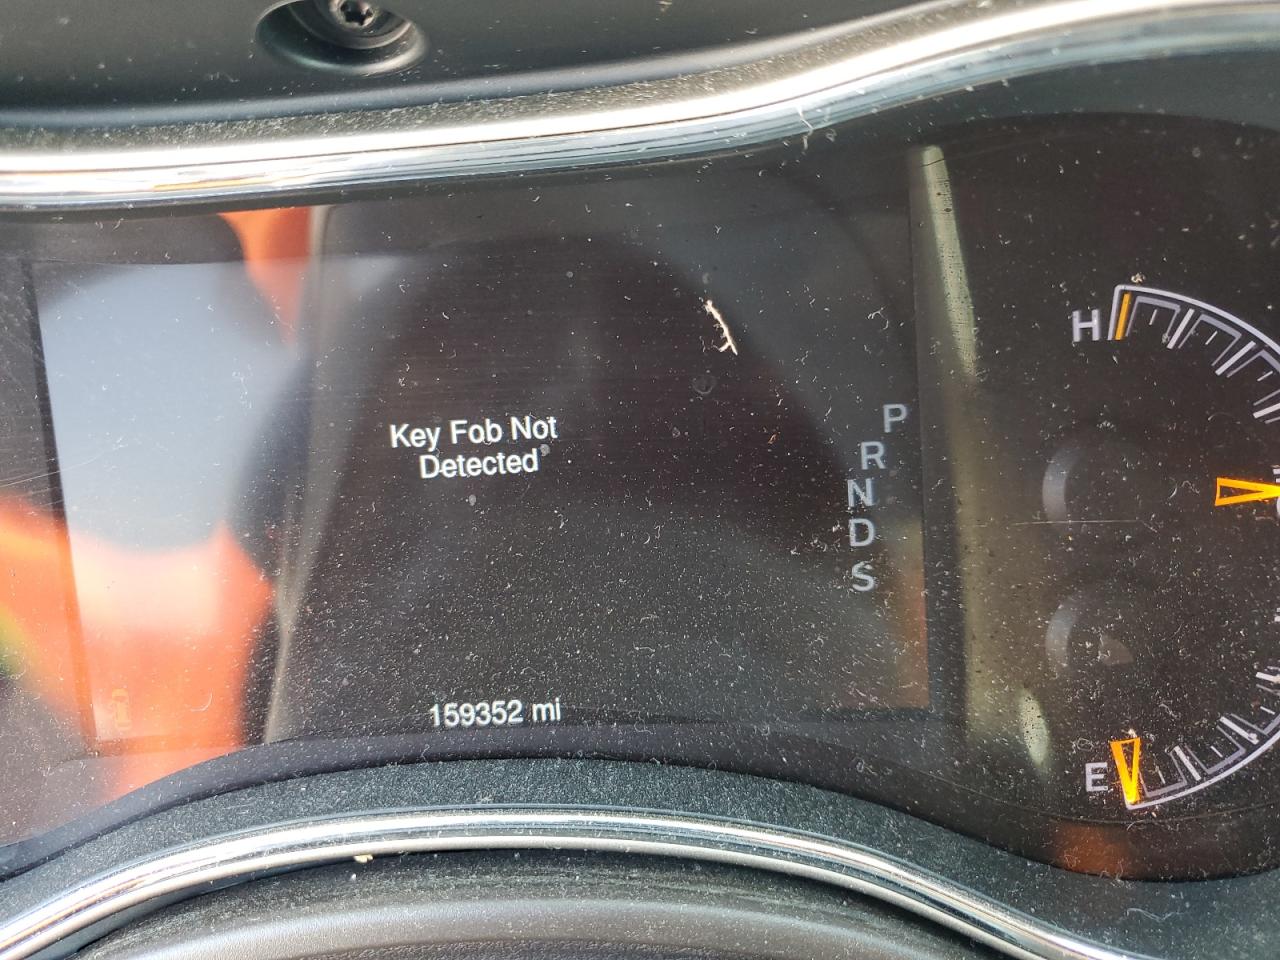 Key Fob Not
Detected
P
R
N
D
S
159352 mi
H
E